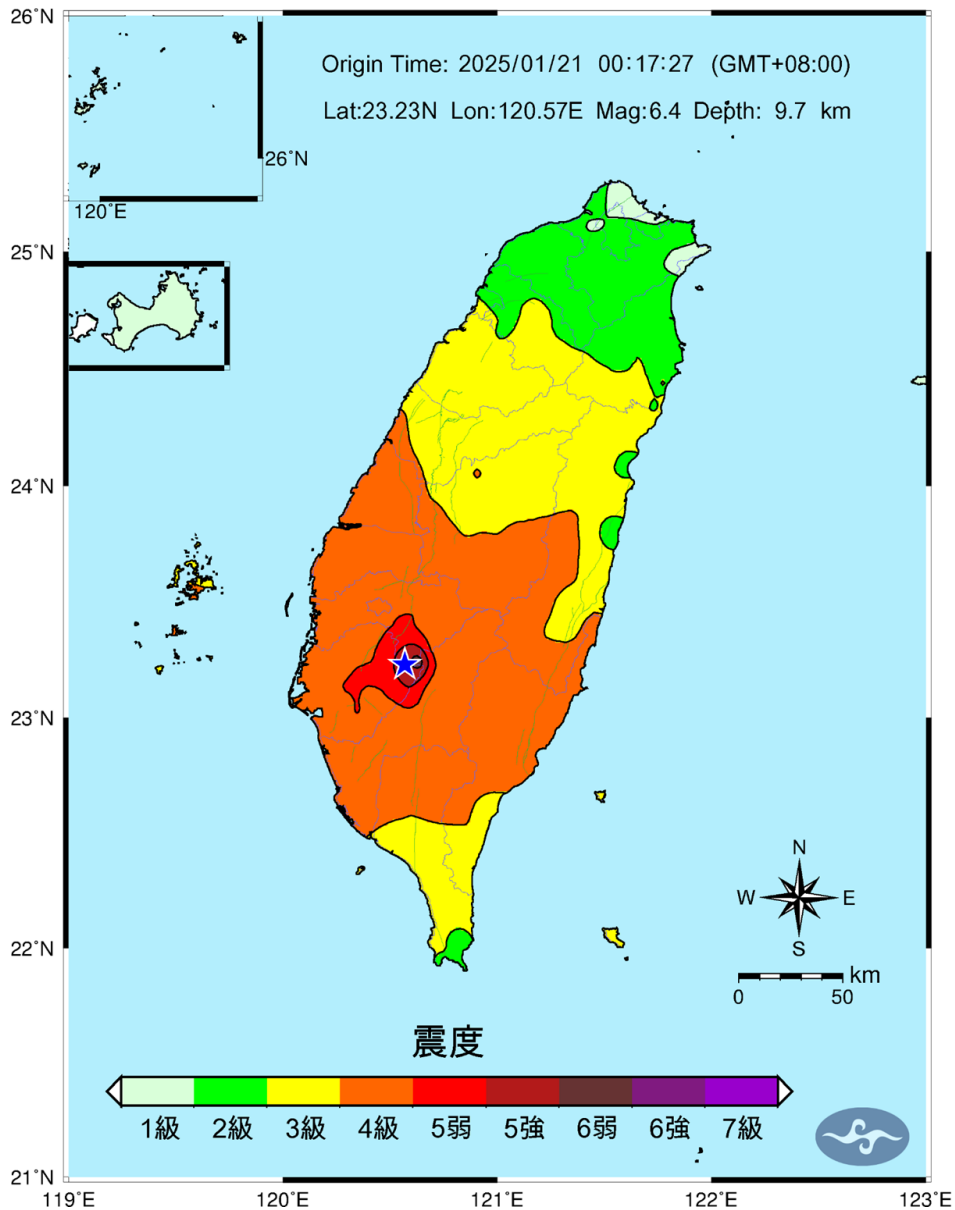 26°N
Origin Time: 2025/01/21 00:17:27 (GMT+08:00)
Lat:23.23N Lon:120.57E Mag:6.4 Depth: 9.7 km
26°N
120°E
25°N
24°N
23°N
N
W E
S
22°N
km
0 50
震度
1級 2級 3級 4級 5弱 5強 6弱 6強 7級
21°N
119°E 120°E 121°E 122°E 123°E